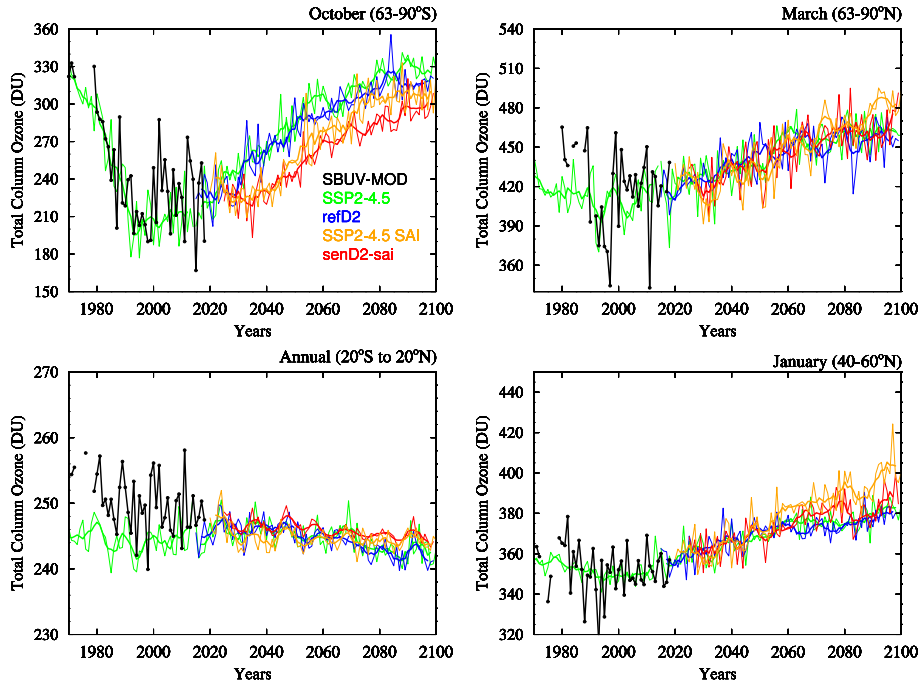 October (63-90°S)
Total Column Ozone (DU)
360
330
300
270
240
210
180
150
SBUV-MOD
SSP2-4.5
refD2
SSP2-4.5 SAI
senD2-sai
1980 2000 2020 2040 2060 2080 2100
Years
March (63-90°N)
Total Column Ozone (DU)
540
510
480
450
420
390
360
1980 2000 2020 2040 2060 2080 2100
Years
Annual (20°S to 20°N)
Total Column Ozone (DU)
270
260
250
240
230
1980 2000 2020 2040 2060 2080 2100
Years
January (40-60°N)
Total Column Ozone (DU)
440
420
400
380
360
340
320
1980 2000 2020 2040 2060 2080 2100
Years